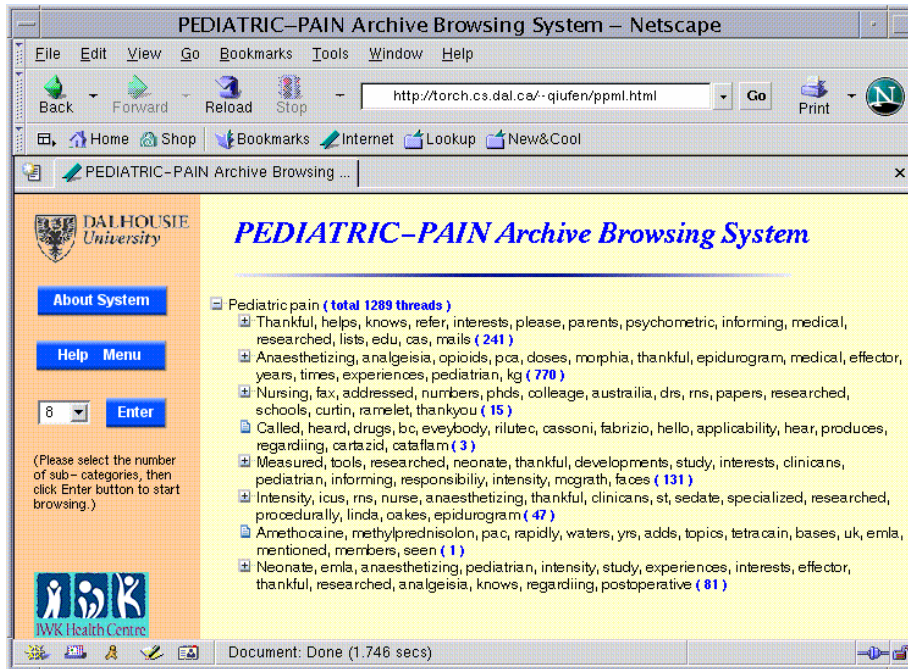 PEDIATRIC-PAIN Archive Browsing System - Netscape
File Edit View Go Bookmarks Tools Window Help
Back Forward Reload Stop http://torch.cs.dal.ca/~qiufen/ppml.html Go Print N
Home Shop Bookmarks Internet Lookup New&Cool
PEDIATRIC-PAIN Archive Browsing ...
DALHOUSIE
University
PEDIATRIC-PAIN Archive Browsing System
About System
Help Menu
8 Enter
(Please select the number
of sub- categories, then
click Enter button to start
browsing.)
IWK Health Centre
Pediatric pain ( total 1289 threads )
Thankful, helps, knows, refer, interests, please, parents, psychometric, informing, medical,
researched, lists, edu, cas, mails ( 241 )
Anaesthetizing, analgeisia, opioids, pca, doses, morphia, thankful, epidurogram, medical, effector,
years, times, experiences, pediatrian, kg ( 770 )
Nursing, fax, addressed, numbers, phds, colleage, austrailia, drs, rns, papers, researched,
schools, curtin, ramelet, thankyou ( 15 )
Called, heard, drugs, bc, eveybody, rilutec, cassoni, fabrizio, hello, applicability, hear, produces,
regardiing, cartazid, cataflam ( 3 )
Measured, tools, researched, neonate, thankful, developments, study, interests, clinicans,
pediatrian, informing, responsibiliy, intensity, mcgrath, faces ( 131 )
Intensity, icus, rns, nurse, anaesthetizing, thankful, clinicans, st, sedate, specialized, researched,
procedurally, linda, oakes, epidurogram ( 47 )
Amethocaine, methylprednisolon, pac, rapidly, waters, yrs, adds, topics, tetracain, bases, uk, emla,
mentioned, members, seen ( 1 )
Neonate, emla, anaesthetizing, pediatrian, intensity, study, experiences, interests, effector,
thankful, researched, analgeisia, knows, regardiing, postoperative ( 81 )
Document: Done (1.746 secs)